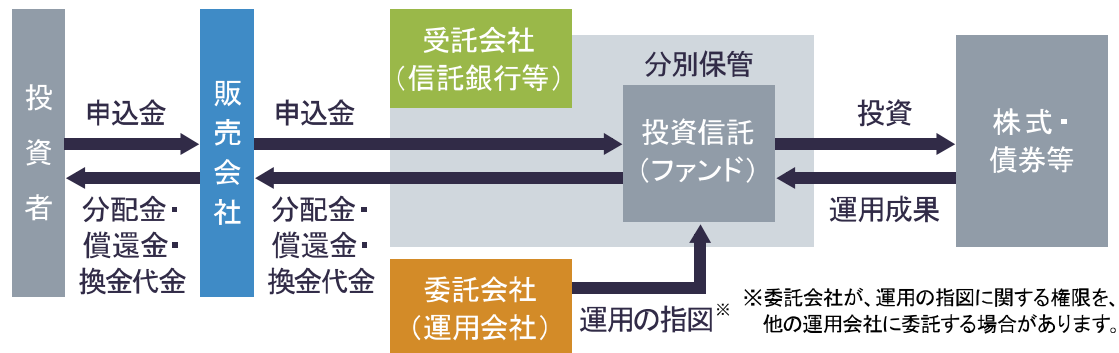 投資者
申込金
分配金・
償還金・
換金代金
販売会社
申込金
分配金・
償還金・
換金代金
受託会社
（信託銀行等）
分別保管
投資信託
（ファンド）
委託会社
（運用会社）
運用の指図※
投資
運用成果
株式・
債券等
※委託会社が、運用の指図に関する権限を、
他の運用会社に委託する場合があります。